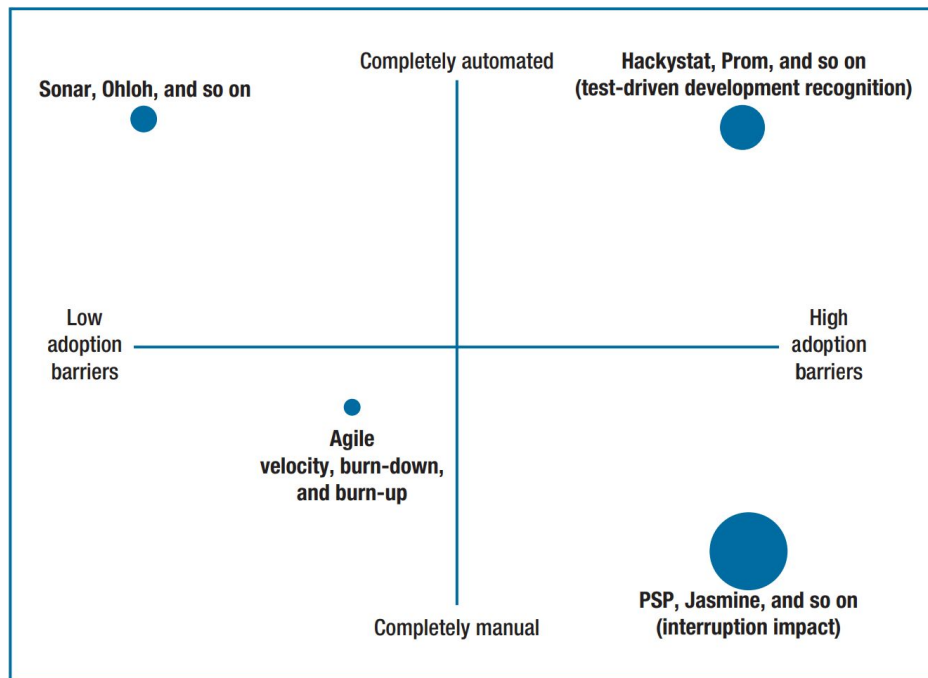 Completely automated
Sonar, Ohloh, and so on
Hackystat, Prom, and so on
(test-driven development recognition)
Low
adoption
barriers
High
adoption
barriers
Agile
velocity, burn-down,
and burn-up
PSP, Jasmine, and so on
(interruption impact)
Completely manual